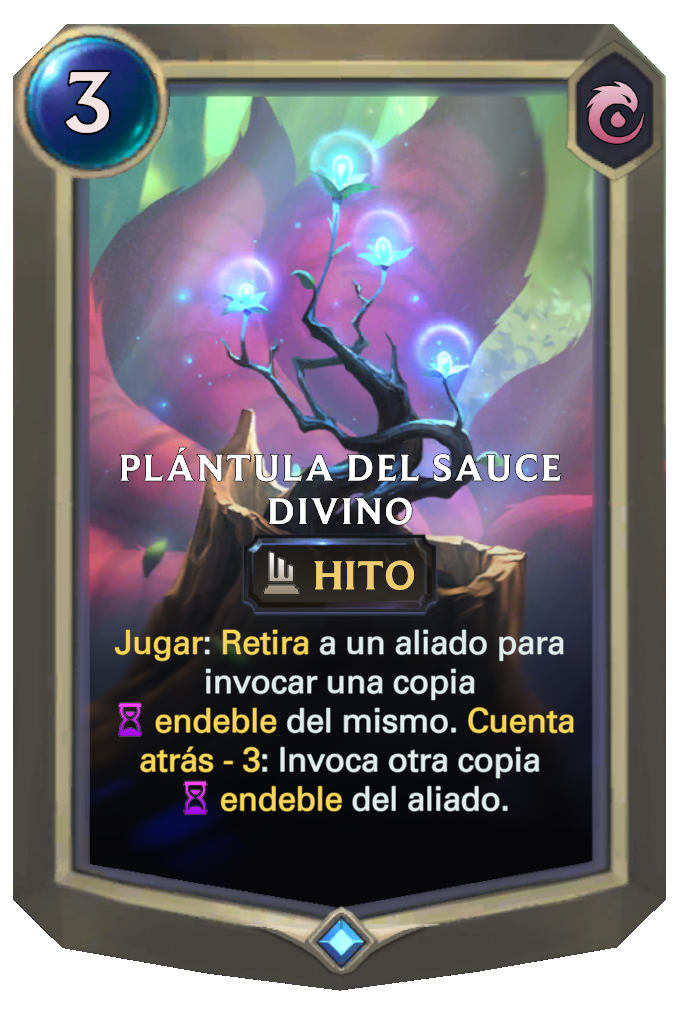 3
PLÁNTULA DEL SAUCE
DIVINO
HITO
Jugar: Retira a un aliado para
invocar una copia
endeble del mismo. Cuenta
atrás - 3: Invoca otra copia
endeble del aliado.